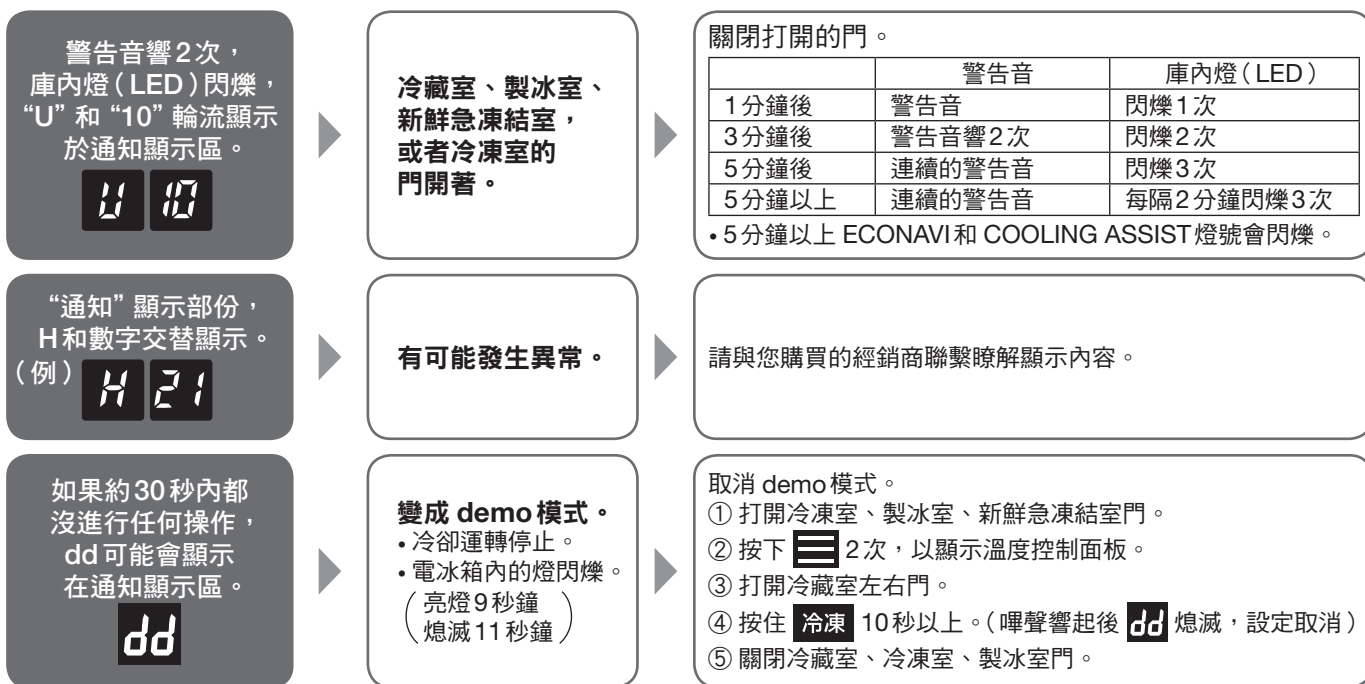 警告音響2次，
庫內燈（LED）閃爍，
“U” 和 “10” 輪流顯示
於通知顯示區。
U 10
冷藏室、製冰室、
新鮮急凍結室，
或者冷凍室的
門開著。
關閉打開的門。
警告音 庫內燈（LED）
1分鐘後 警告音 閃爍1次
3分鐘後 警告音響2次 閃爍2次
5分鐘後 連續的警告音 閃爍3次
5分鐘以上 連續的警告音 每隔2分鐘閃爍3次
• 5分鐘以上 ECONAVI和 COOLING ASSIST燈號會閃爍。
“通知” 顯示部份，
H和數字交替顯示。
（例） H 21
有可能發生異常。
請與您購買的經銷商聯繫瞭解顯示內容。
如果約30秒內都
沒進行任何操作，
dd可能會顯示
在通知顯示區。
dd
變成 demo模式。
• 冷卻運轉停止。
• 電冰箱內的燈閃爍。
（亮燈9秒鐘
熄滅11秒鐘）
取消 demo模式。
① 打開冷凍室、製冰室、新鮮急凍結室門。
② 按下 2次，以顯示溫度控制面板。
③ 打開冷藏室左右門。
④ 按住 冷凍 10秒以上。（嗶聲響起後 dd 熄滅，設定取消）
⑤ 關閉冷藏室、冷凍室、製冰室門。